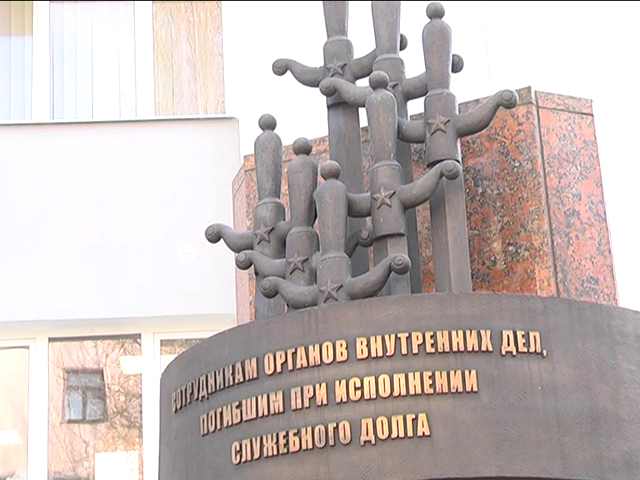 СОТРУДНИКАМ ОРГАНОВ ВНУТРЕННИХ ДЕЛ,
ПОГИБШИМ ПРИ ИСПОЛНЕНИИ
СЛУЖЕБНОГО ДОЛГА